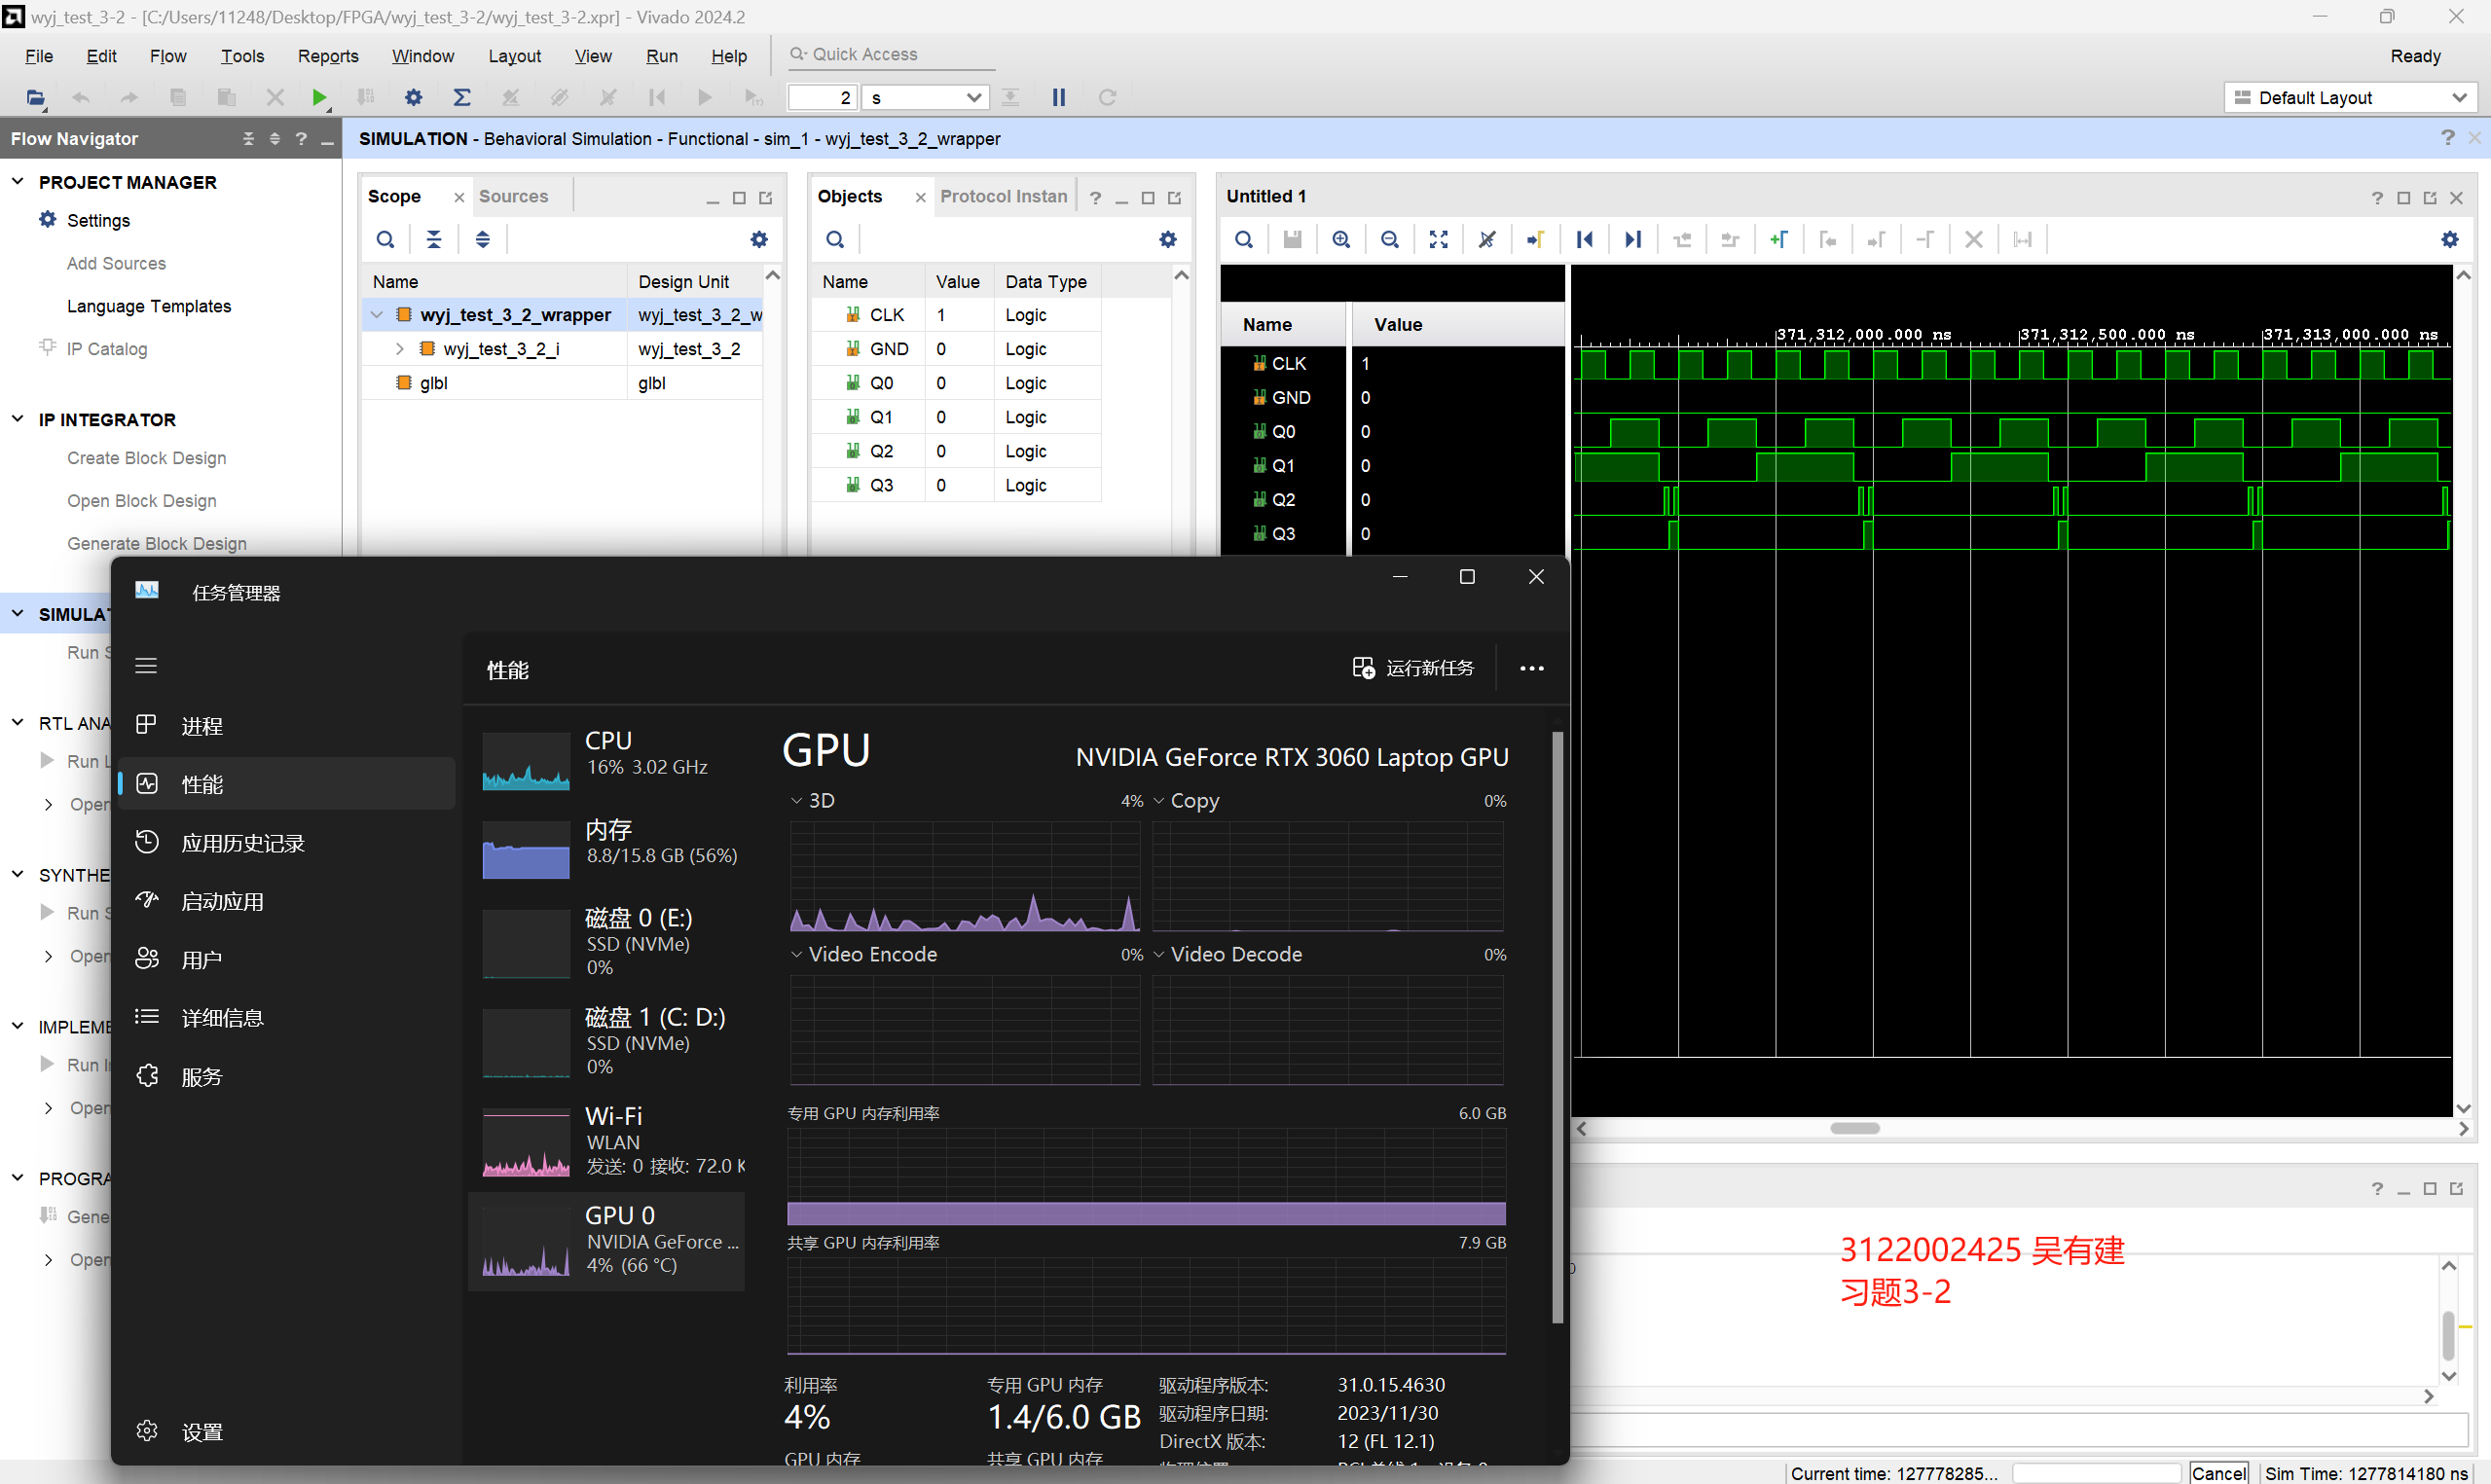 wyj_test_3-2 - [C:/Users/11248/Desktop/FPGA/wyj_test_3-2/wyj_test_3-2.xpr] - Vivado 2024.2
File Edit Flow Tools Reports Window Layout View Run Help Quick Access
Ready
2 s
Default Layout
Flow Navigator
SIMULATION - Behavioral Simulation - Functional - sim_1 - wyj_test_3_2_wrapper
PROJECT MANAGER
Settings
Add Sources
Language Templates
IP Catalog
IP INTEGRATOR
Create Block Design
Open Block Design
Generate Block Design
SIMULAT
Run S
RTL ANA
Run L
Open
SYNTHE
Run S
Open
IMPLEME
Run I
Open
PROGRA
Gene
Open
Scope Sources
Name Design Unit
wyj_test_3_2_wrapper wyj_test_3_2_w
wyj_test_3_2_i wyj_test_3_2
glbl glbl
Objects Protocol Instan
Name Value Data Type
CLK 1 Logic
GND 0 Logic
Q0 0 Logic
Q1 0 Logic
Q2 0 Logic
Q3 0 Logic
Untitled 1
Name Value
371,312,000.000 ns 371,312,500.000 ns 371,313,000.000 ns
CLK 1
GND 0
Q0 0
Q1 0
Q2 0
Q3 0
任务管理器
性能
运行新任务
进程
性能
应用历史记录
启动应用
用户
详细信息
服务
设置
CPU
16% 3.02 GHz
内存
8.8/15.8 GB (56%)
磁盘 0 (E:)
SSD (NVMe)
0%
磁盘 1 (C: D:)
SSD (NVMe)
0%
Wi-Fi
WLAN
发送: 0 接收: 72.0 K
GPU 0
NVIDIA GeForce ...
4% (66 °C)
GPU
NVIDIA GeForce RTX 3060 Laptop GPU
3D 4% Copy 0%
Video Encode 0% Video Decode 0%
专用 GPU 内存利用率 6.0 GB
共享 GPU 内存利用率 7.9 GB
利用率
4%
专用 GPU 内存
1.4/6.0 GB
驱动程序版本: 31.0.15.4630
驱动程序日期: 2023/11/30
DirectX 版本: 12 (FL 12.1)
GPU 内存
共享 GPU 内存
3122002425 吴有建
习题3-2
Current time: 127778285... Cancel Sim Time: 1277814180 ns